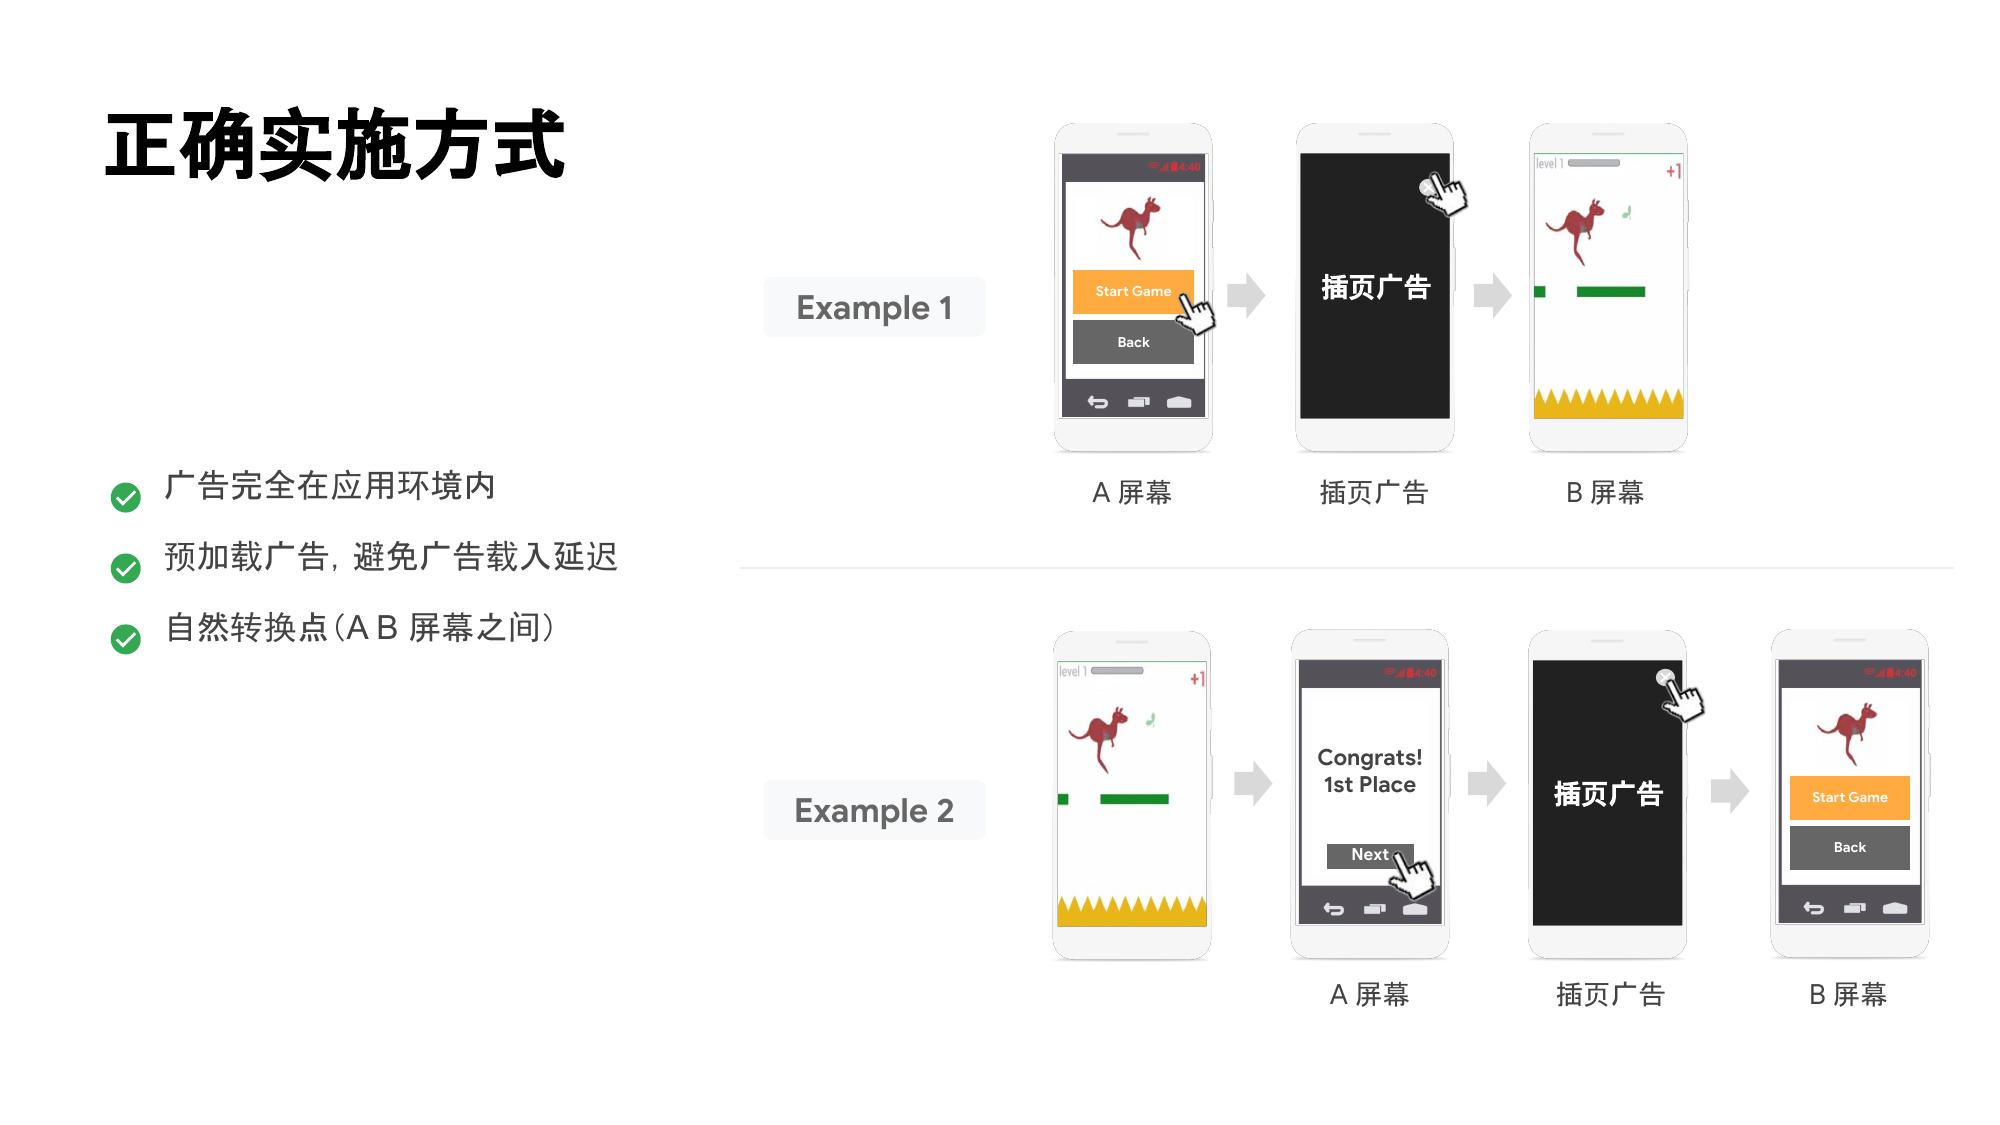 正确实施方式
广告完全在应用环境内
预加载广告，避免广告载入延迟
自然转换点（A B 屏幕之间）
Example 1
4:40
Start Game
Back
插页广告
level 1
+1
A 屏幕
插页广告
B 屏幕
Example 2
level 1
+1
4:40
Congrats!
1st Place
Next
插页广告
4:40
Start Game
Back
A 屏幕
插页广告
B 屏幕